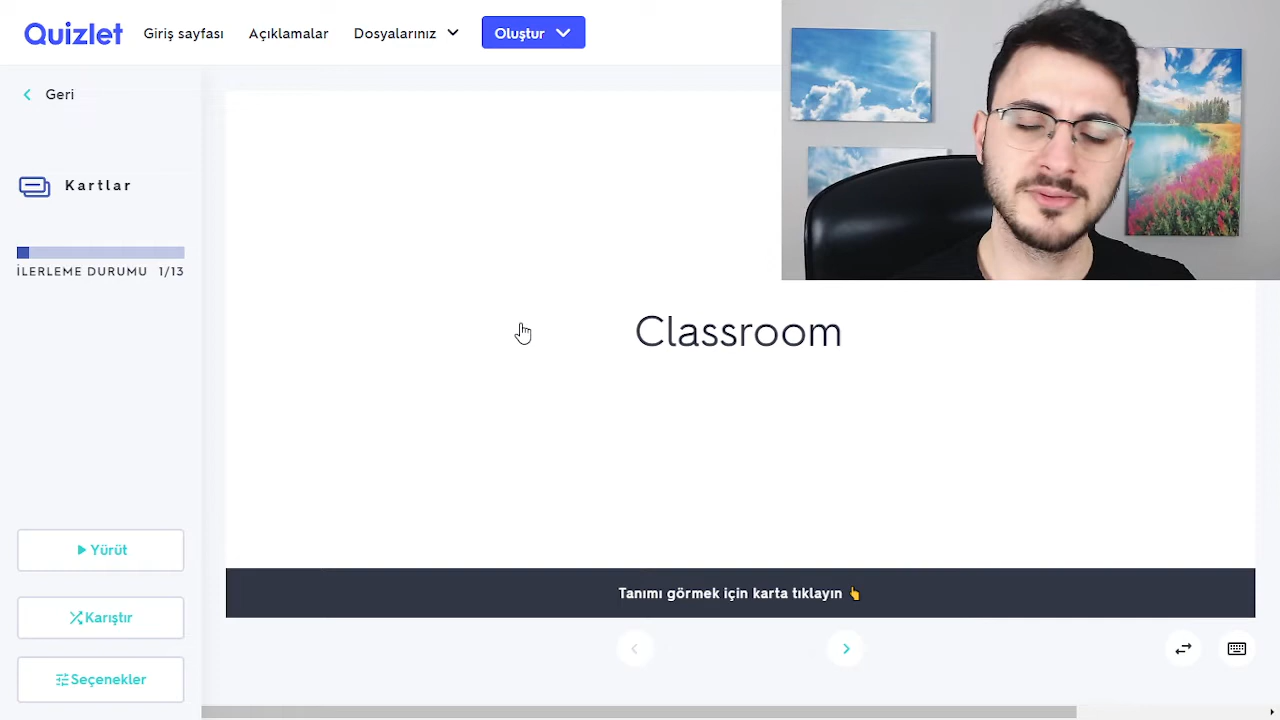 Quizlet
Giriş sayfası
Açıklamalar
Dosyalarınız
Oluştur
Geri
Kartlar
İLERLEME DURUMU 1/13
Classroom
Tanımı görmek için karta tıklayın
Yürüt
Karıştır
Seçenekler